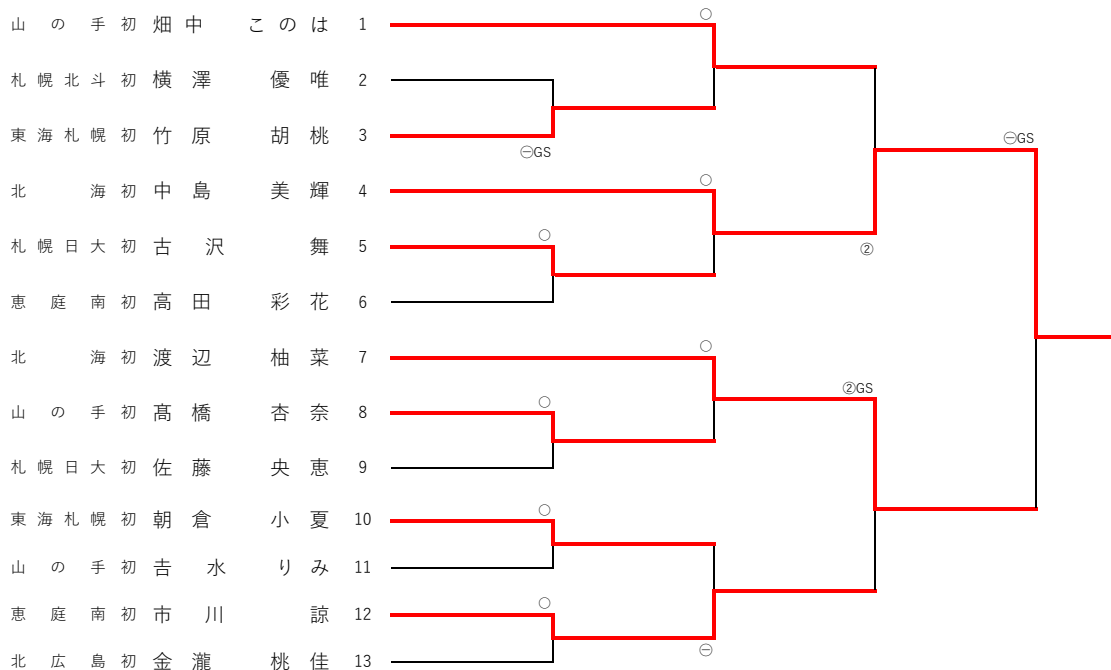 山の手 初 畑中 このは 1
○
札幌北斗 初 横澤 優唯 2
東海札幌 初 竹原 胡桃 3
㊀GS
㊀GS
北海 初 中島 美輝 4
○
札幌日大 初 古沢 舞 5
○
②
恵庭南 初 高田 彩花 6
北海 初 渡辺 柚菜 7
○
②GS
山の手 初 髙橋 杏奈 8
○
札幌日大 初 佐藤 央恵 9
東海札幌 初 朝倉 小夏 10
○
山の手 初 𠮷水 りみ 11
恵庭南 初 市川 諒 12
○
㊀
北広島 初 金瀧 桃佳 13